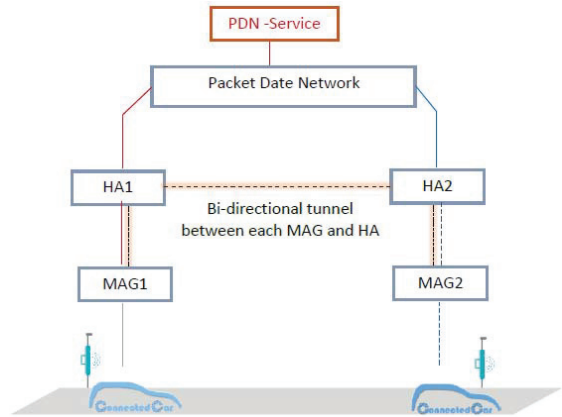 PDN -Service
Packet Date Network
HA1
HA2
Bi-directional tunnel
between each MAG and HA
MAG1
MAG2
ConnectedCar
ConnectedCar